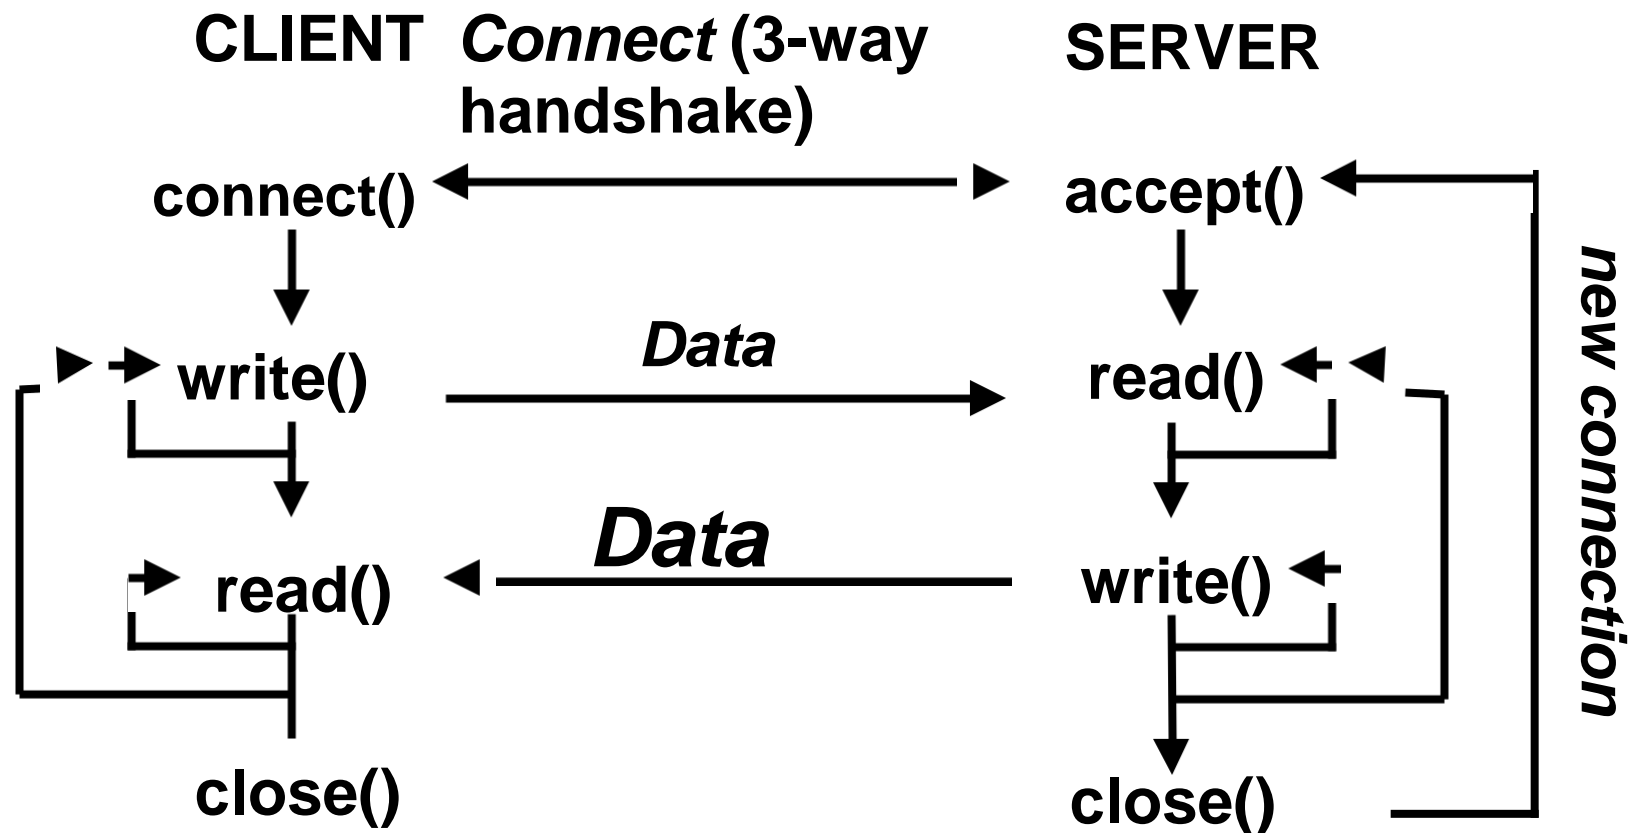 CLIENT
Connect (3-way
handshake)
SERVER
connect()
accept()
Data
write()
read()
new connection
Data
read()
write()
close()
close()